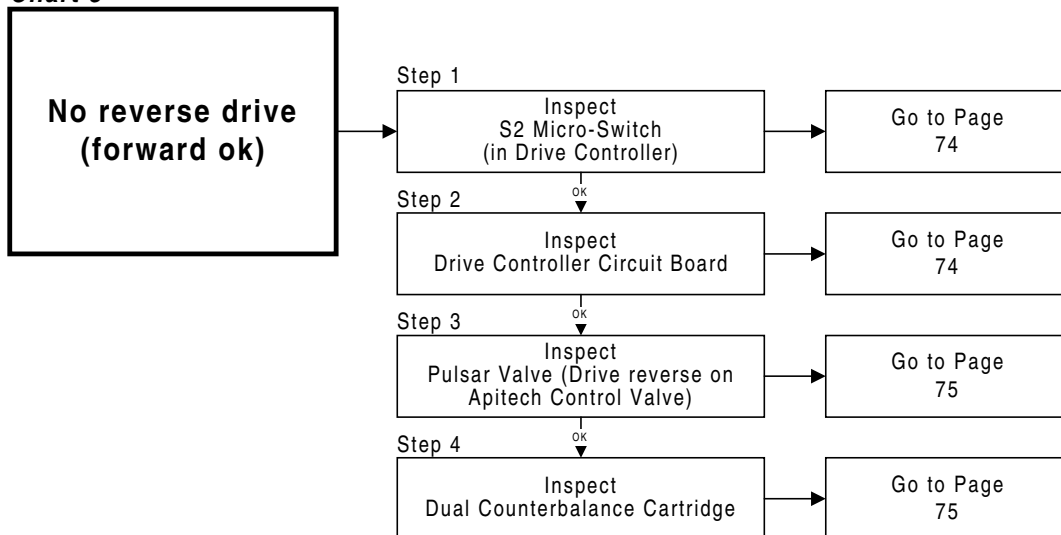 No reverse drive
(forward ok)
Step 1
Inspect
S2 Micro-Switch
(in Drive Controller)
Go to Page
74
OK
Step 2
Inspect
Drive Controller Circuit Board
Go to Page
74
OK
Step 3
Inspect
Pulsar Valve (Drive reverse on
Apitech Control Valve)
Go to Page
75
OK
Step 4
Inspect
Dual Counterbalance Cartridge
Go to Page
75